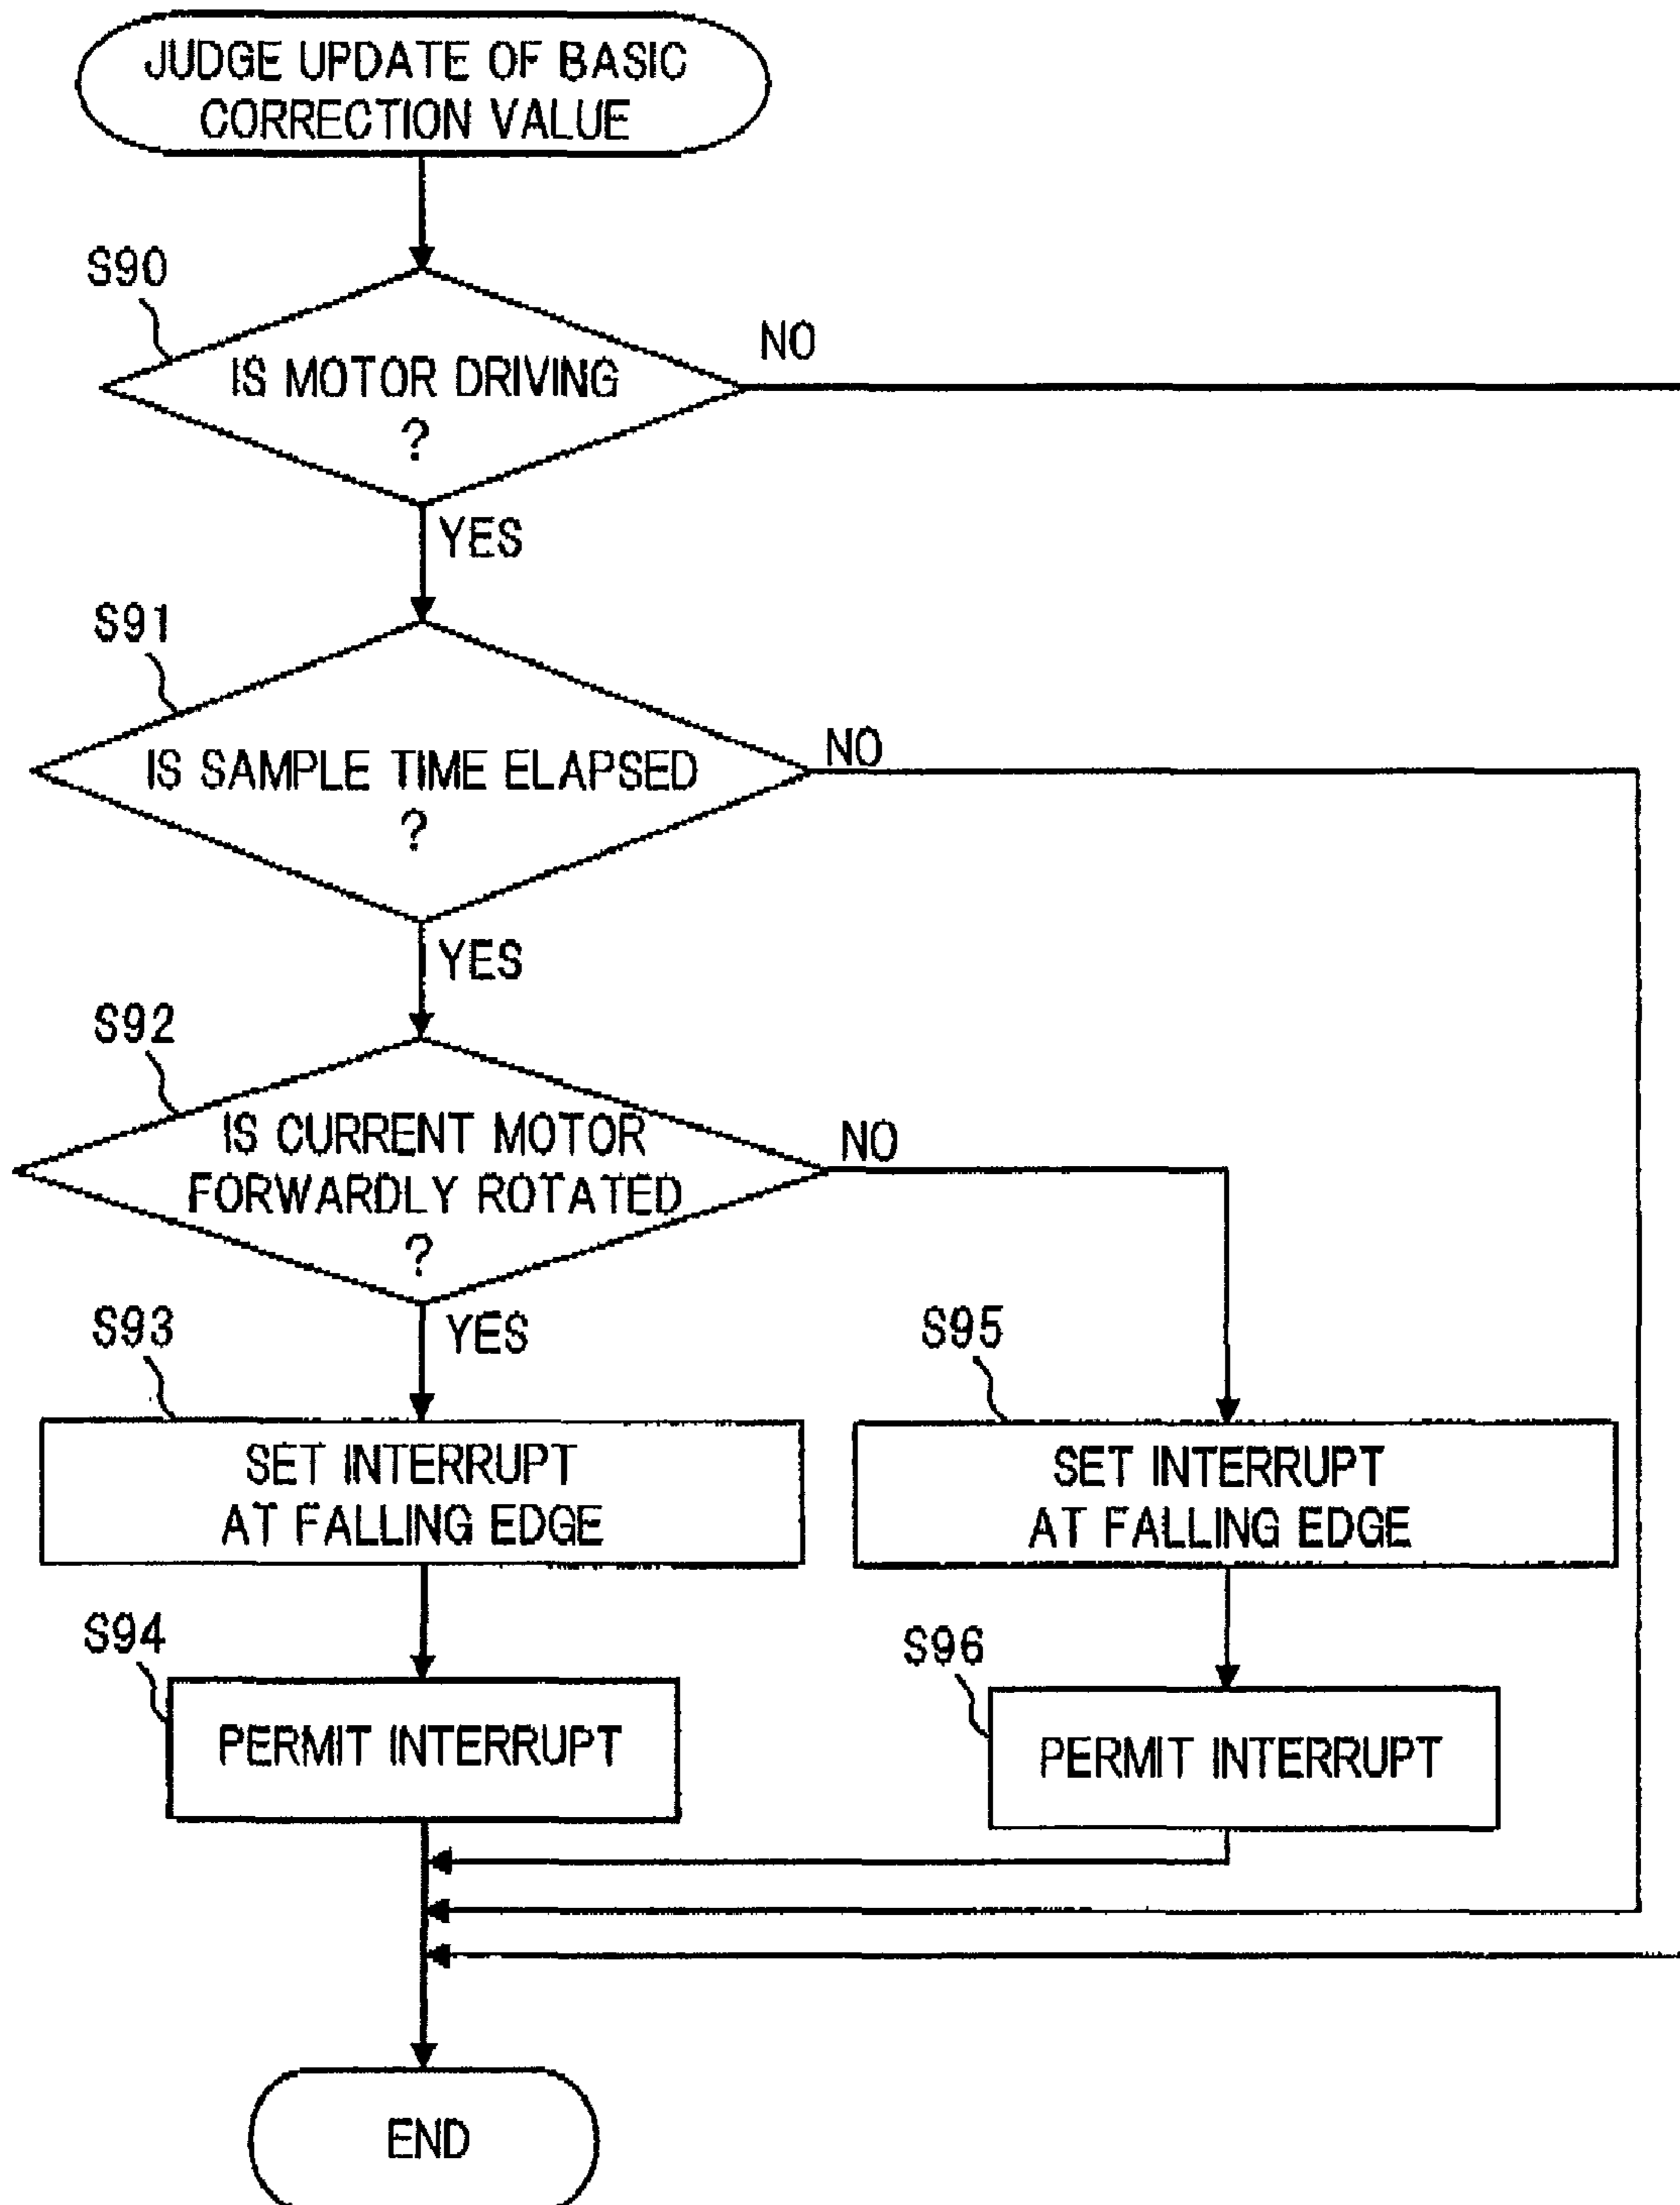 JUDGE UPDATE OF BASIC
CORRECTION VALUE
S90
IS MOTOR DRIVING
?
NO
YES
S91
IS SAMPLE TIME ELAPSED
?
NO
YES
S92
IS CURRENT MOTOR
FORWARDLY ROTATED
?
NO
YES
S93
SET INTERRUPT
AT FALLING EDGE
S95
SET INTERRUPT
AT FALLING EDGE
S94
PERMIT INTERRUPT
S96
PERMIT INTERRUPT
END